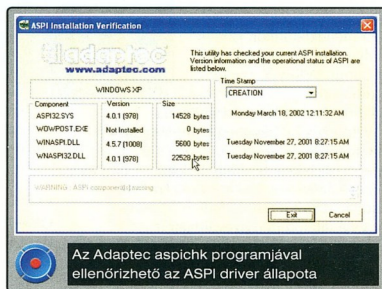 ASPI Installation Verification
adaptec
www.adaptec.com
This utility has checked your current ASPI installation.
Version information and the operational status of ASPI are
listed below.
WINDOWS XP
Time Stamp
CREATION
Component Version Size
ASPI32.SYS 4.0.1 (978) 14528 bytes Monday March 18, 2002 12:11:32 AM
WOWPOST.EXE Not Installed 0 bytes
WINASPI.DLL 4.5.7 (1008) 5600 bytes Tuesday November 27, 2001 8:27:15 AM
WNASPI32.DLL 4.0.1 (978) 22528 bytes Tuesday November 27, 2001 8:27:15 AM
WARNING: ASPI component(s) missing
Exit Cancel
Az Adaptec aspichk programjával
ellenőrizhető az ASPI driver állapota